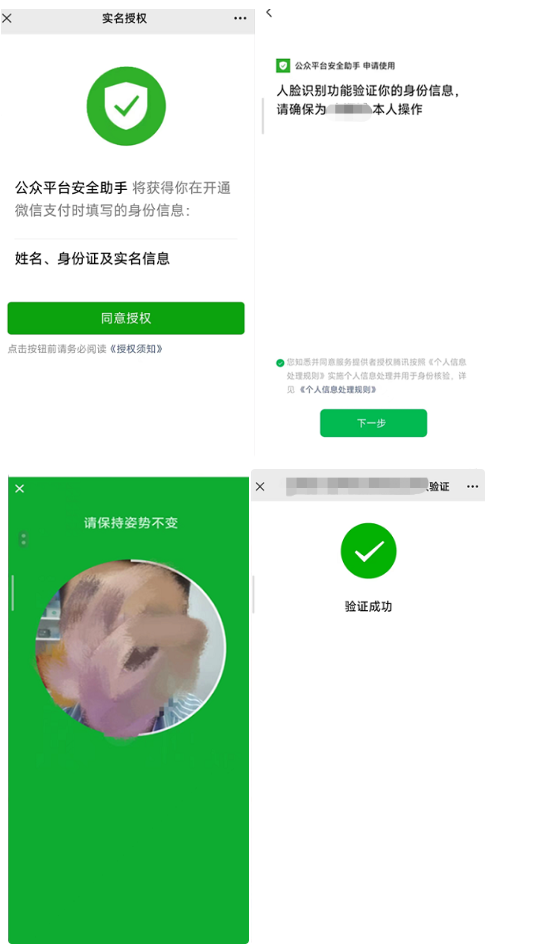 实名授权
公众平台安全助手 将获得你在开通
微信支付时填写的身份信息：
姓名、身份证及实名信息
同意授权
点击按钮前请务必阅读《授权须知》
公众平台安全助手 申请使用
人脸识别功能验证你的身份信息，
请确保为 本人操作
您知悉并同意服务提供者授权腾讯按照《个人信息
处理规则》实施个人信息处理并用于身份核验，详
见《个人信息处理规则》
下一步
请保持姿势不变
验证
验证成功